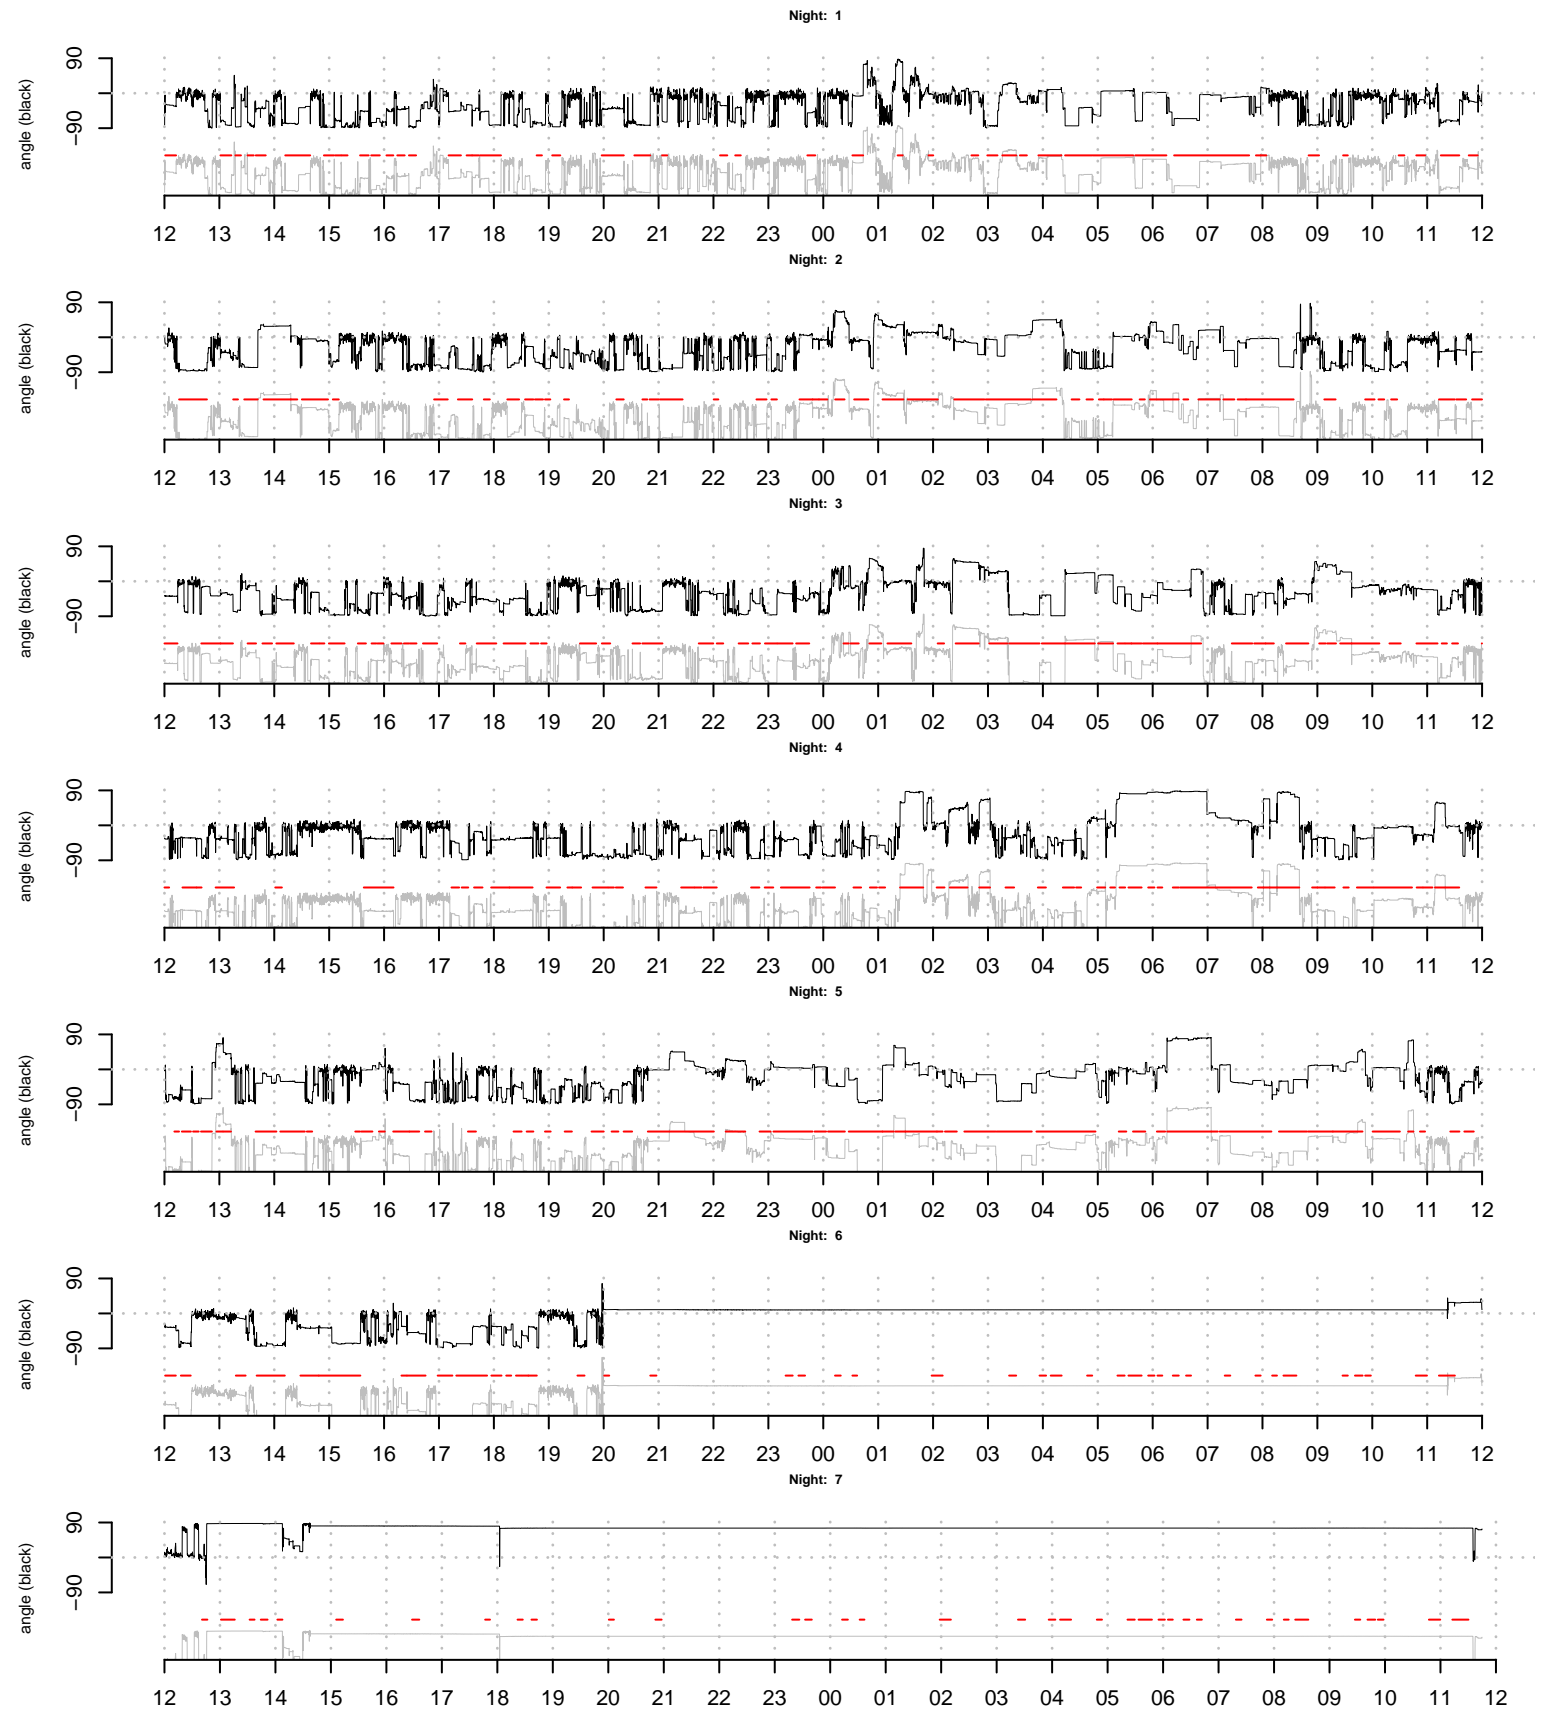 Night: 1
90
-90
angle (black)
12 13 14 15 16 17 18 19 20 21 22 23 00 01 02 03 04 05 06 07 08 09 10 11 12
Night: 2
90
-90
angle (black)
12 13 14 15 16 17 18 19 20 21 22 23 00 01 02 03 04 05 06 07 08 09 10 11 12
Night: 3
90
-90
angle (black)
12 13 14 15 16 17 18 19 20 21 22 23 00 01 02 03 04 05 06 07 08 09 10 11 12
Night: 4
90
-90
angle (black)
12 13 14 15 16 17 18 19 20 21 22 23 00 01 02 03 04 05 06 07 08 09 10 11 12
Night: 5
90
-90
angle (black)
12 13 14 15 16 17 18 19 20 21 22 23 00 01 02 03 04 05 06 07 08 09 10 11 12
Night: 6
90
-90
angle (black)
12 13 14 15 16 17 18 19 20 21 22 23 00 01 02 03 04 05 06 07 08 09 10 11 12
Night: 7
90
-90
angle (black)
12 13 14 15 16 17 18 19 20 21 22 23 00 01 02 03 04 05 06 07 08 09 10 11 12